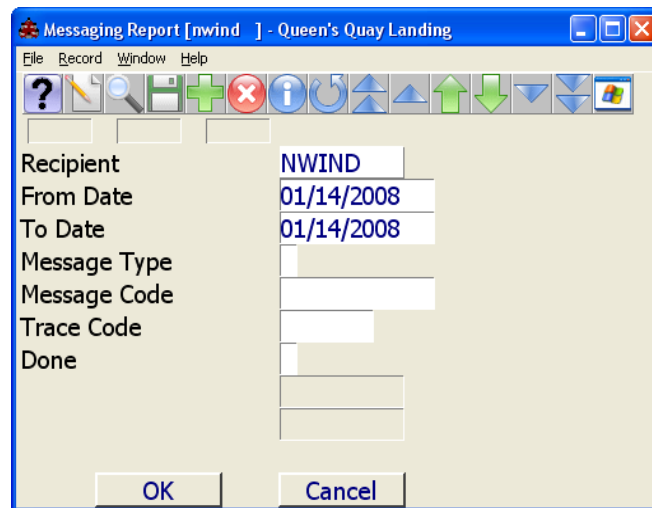 Messaging Report [nwind   ] - Queen's Quay Landing
File Record Window Help
Recipient NWIND
From Date 01/14/2008
To Date 01/14/2008
Message Type
Message Code
Trace Code
Done
OK Cancel